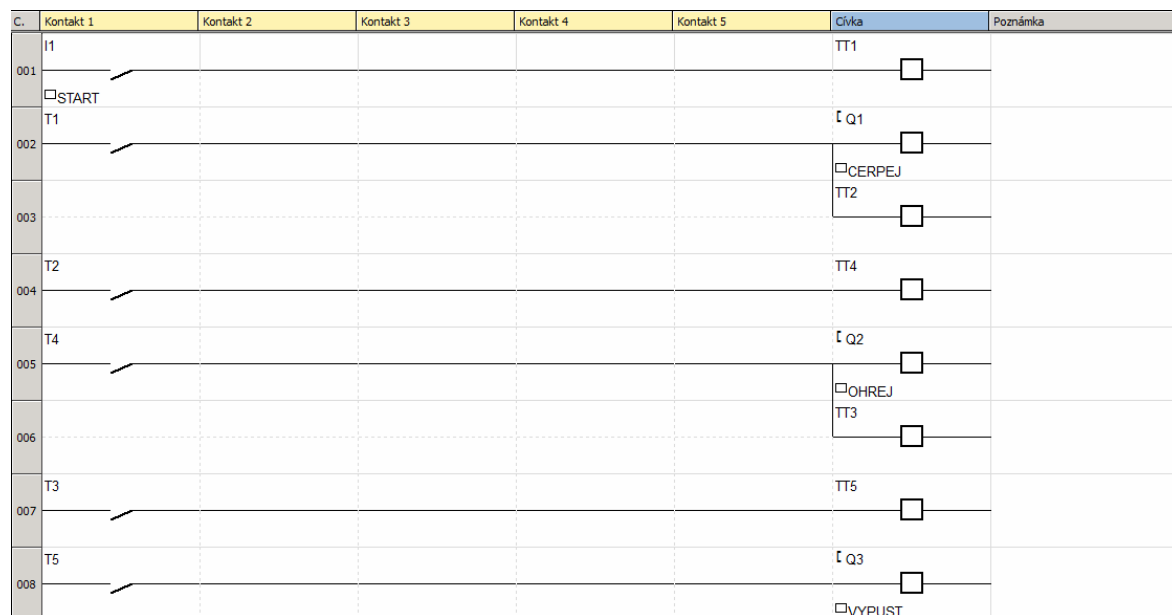 C. Kontakt 1 Kontakt 2 Kontakt 3 Kontakt 4 Kontakt 5 Cívka Poznámka
I1 TT1
001
START
T1 [ Q1
002
CERPEJ
TT2
003
T2 TT4
004
T4 [ Q2
005
OHREJ
TT3
006
T3 TT5
007
T5 [ Q3
008
VYPUST